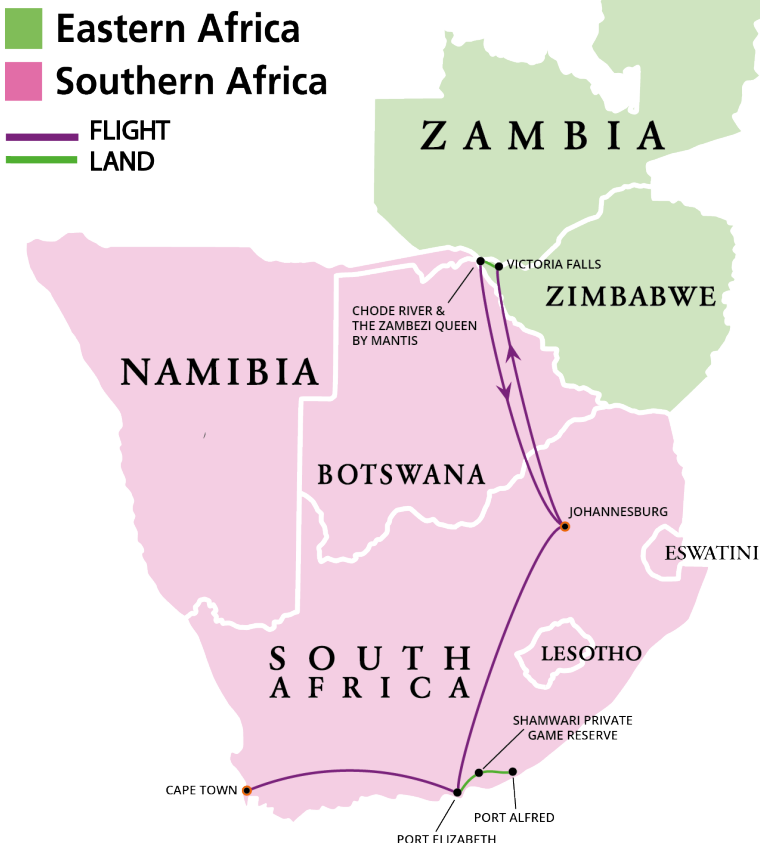 Eastern Africa
Southern Africa
FLIGHT
LAND
ZAMBIA
VICTORIA FALLS
ZIMBABWE
CHODE RIVER &
THE ZAMBEZI QUEEN
BY MANTIS
NAMIBIA
BOTSWANA
JOHANNESBURG
ESWATINI
LESOTHO
SOUTH
AFRICA
SHAMWARI PRIVATE
GAME RESERVE
CAPE TOWN
PORT ALFRED
PORT ELIZABETH